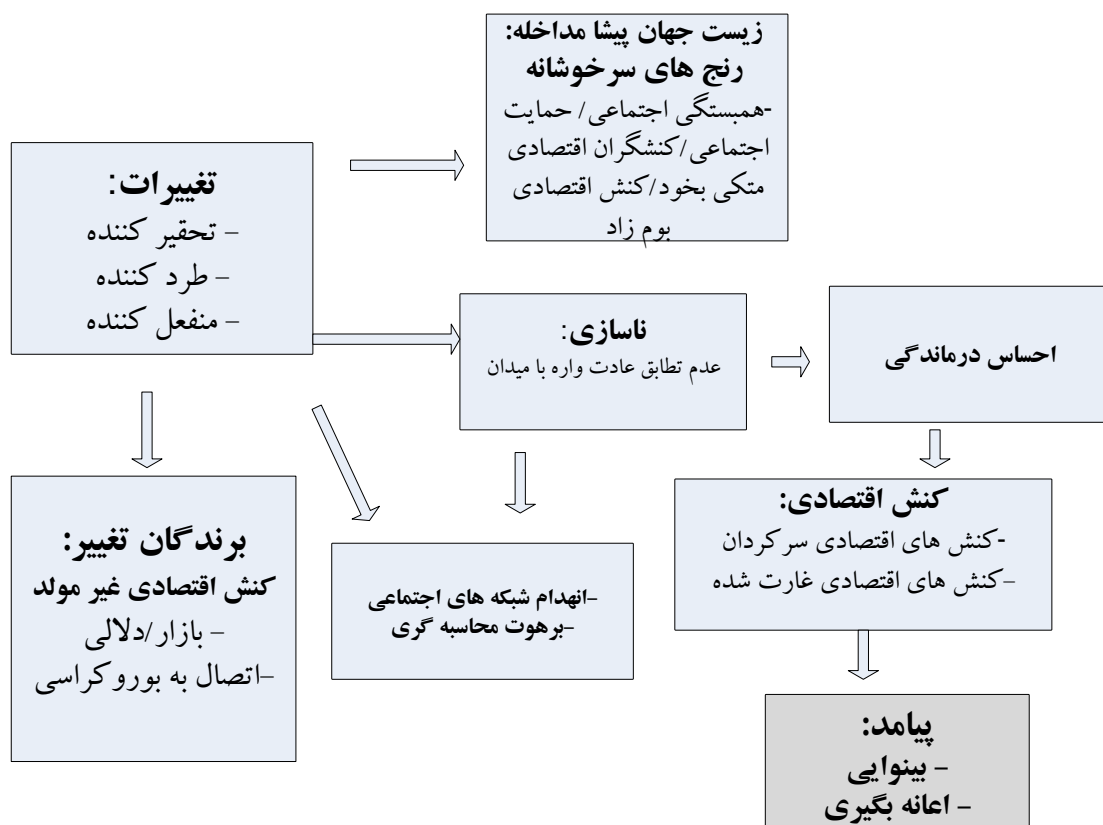 زیست جهان پیشا مداخله:
رنج های سرخوشانه
-همبستگی اجتماعی/ حمایت
اجتماعی/کنشگران اقتصادی
متکی بخود/کنش اقتصادی
بوم زاد
تغییرات:
– تحقیر کننده
– طرد کننده
– منفعل کننده
ناسازی:
عدم تطابق عادت واره با میدان
احساس درماندگی
برندگان تغییر:
کنش اقتصادی غیر مولد
– بازار/دلالی
–اتصال به بوروکراسی
–انهدام شبکه های اجتماعی
–برهوت محاسبه گری
کنش اقتصادی:
-کنش های اقتصادی سرکردان
–کنش های اقتصادی غارت شده
پیامد:
– بینوایی
– اعانه بگیری